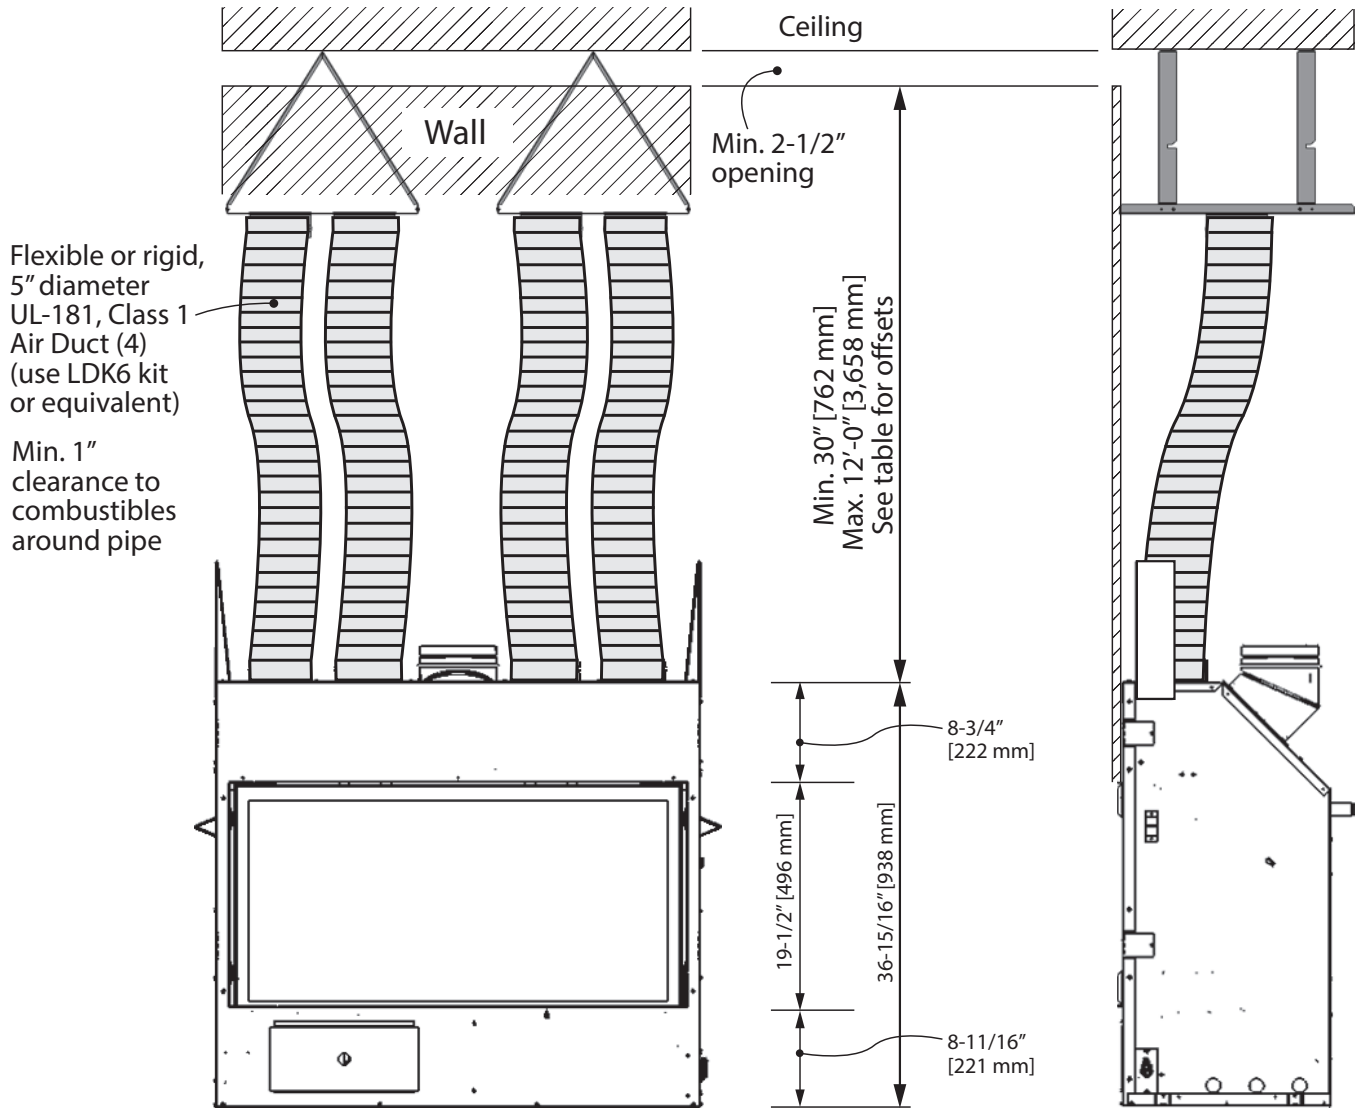 Ceiling
Wall
Min. 2-1/2”
opening
Flexible or rigid,
5” diameter
UL-181, Class 1
Air Duct (4)
(use LDK6 kit
or equivalent)
Min. 1”
clearance to
combustibles
around pipe
Min. 30” [762 mm]
Max. 12’-0” [3,658 mm]
See table for offsets
8-3/4”
[222 mm]
19-1/2” [496 mm]
36-15/16” [938 mm]
8-11/16”
[221 mm]